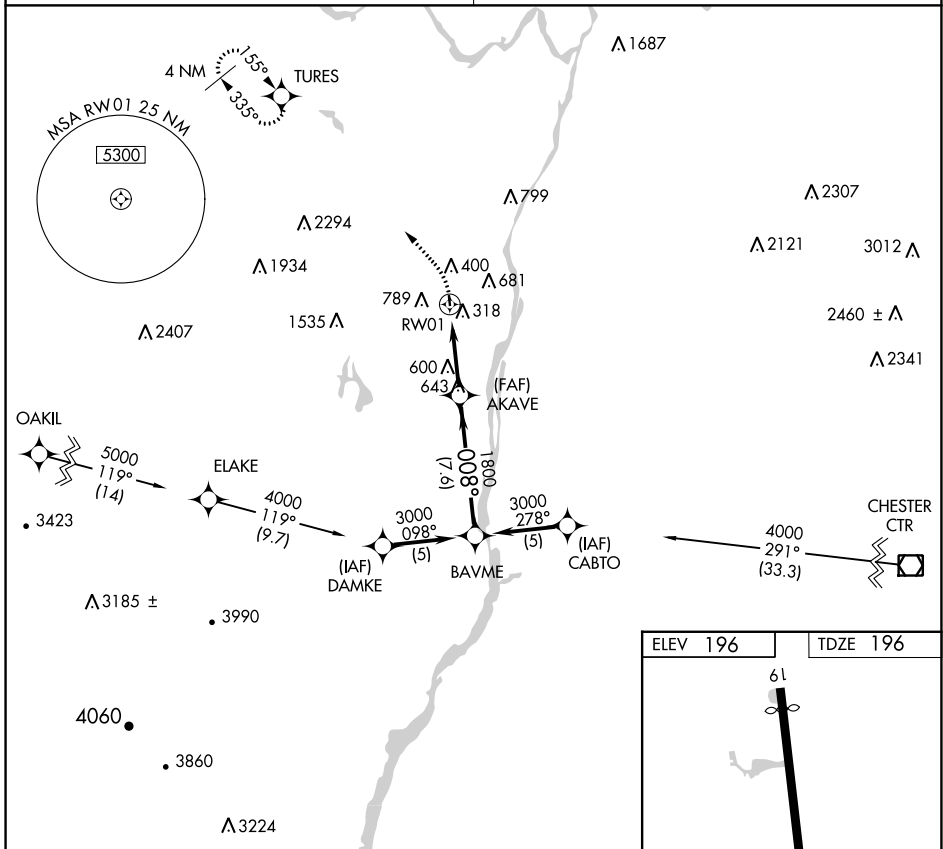 1687
4 NM
155°
335°
TURES
MSA RW01 25 NM
5300
799
2307
2294
2121
3012
1934
400
681
789
318
RW01
1535
2460 ±
2407
2341
600
643
(FAF)
AKAVE
OAKIL
5000
119°
(14)
ELAKE
1800
008°
(7.6)
4000
119°
(9.7)
3000
098°
(5)
3000
278°
(5)
CHESTER
CTR
3423
4000
291°
(33.3)
(IAF)
DAMKE
BAVME
(IAF)
CABTO
3185 ±
3990
ELEV 196
TDZE 196
19
4060
3860
3224